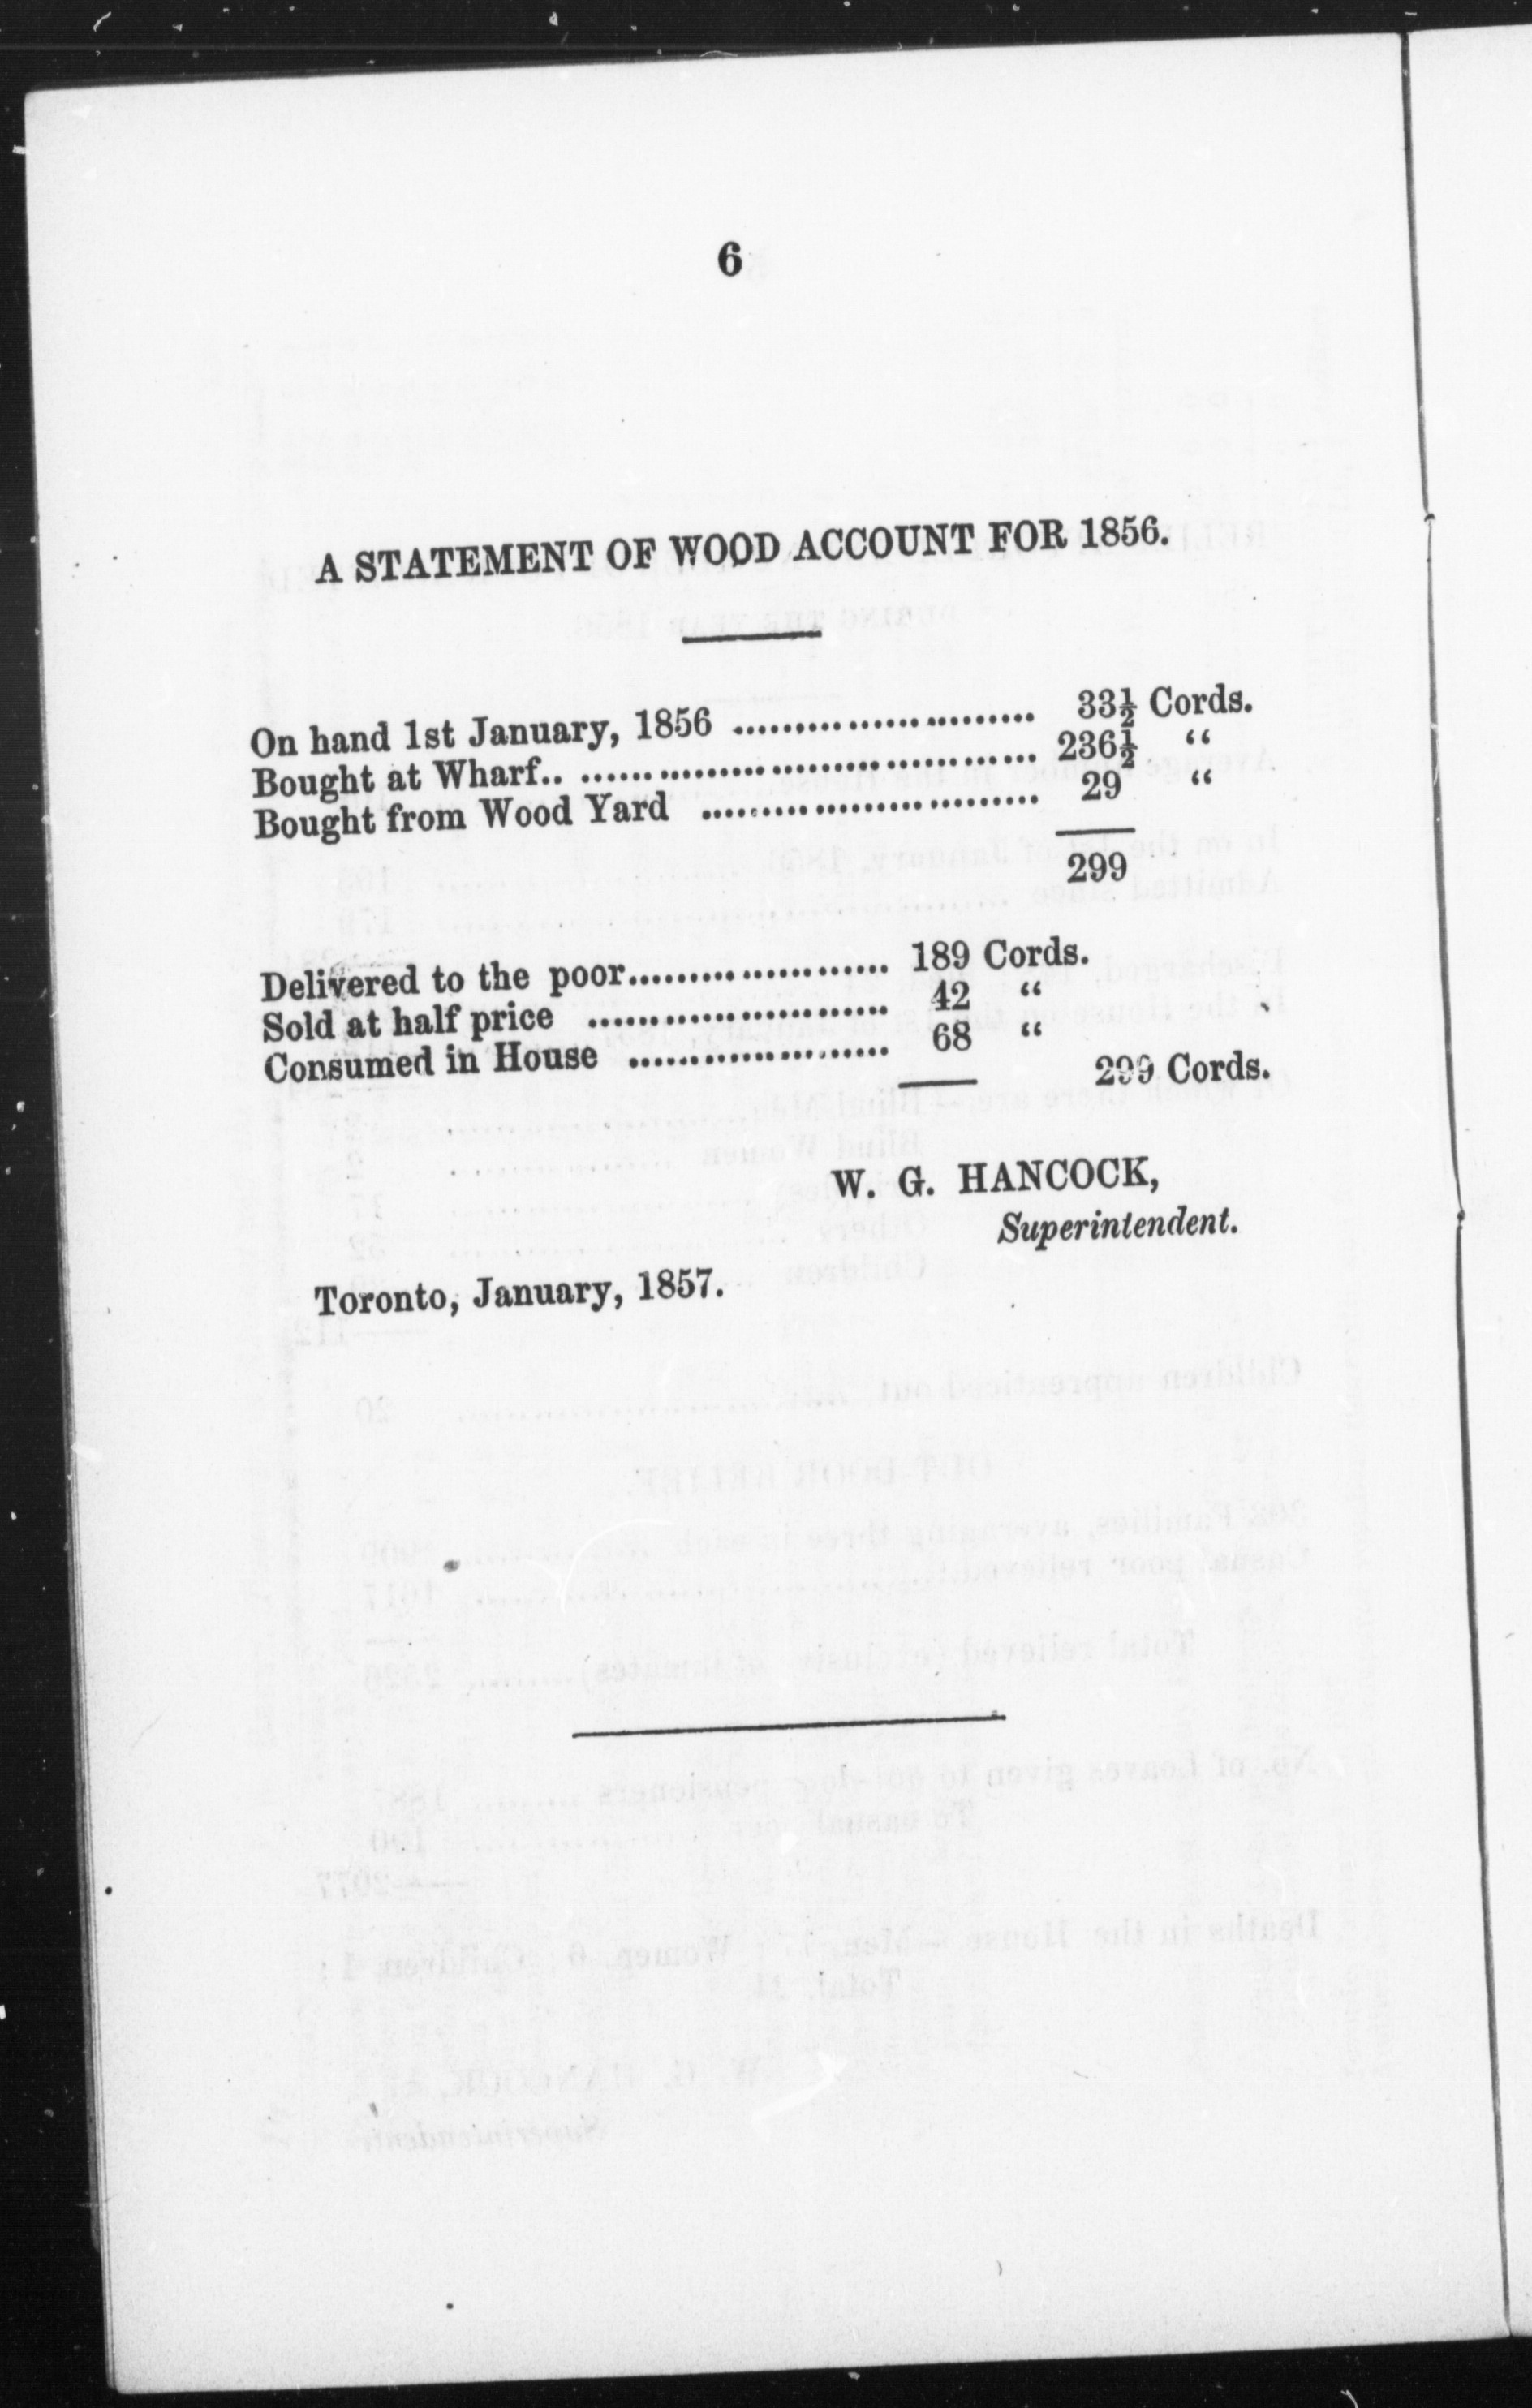 6
A STATEMENT OF WOOD ACCOUNT FOR 1856.
On hand 1st January, 1856 ........................ 33½ Cords.
Bought at Wharf.. .................................... 236½ “
Bought from Wood Yard ........................... 29 “
299
Delivered to the poor..................... 189 Cords.
Sold at half price ........................ 42 “
Consumed in House ..................... 68 “
299 Cords.
W. G. HANCOCK,
Superintendent.
Toronto, January, 1857.